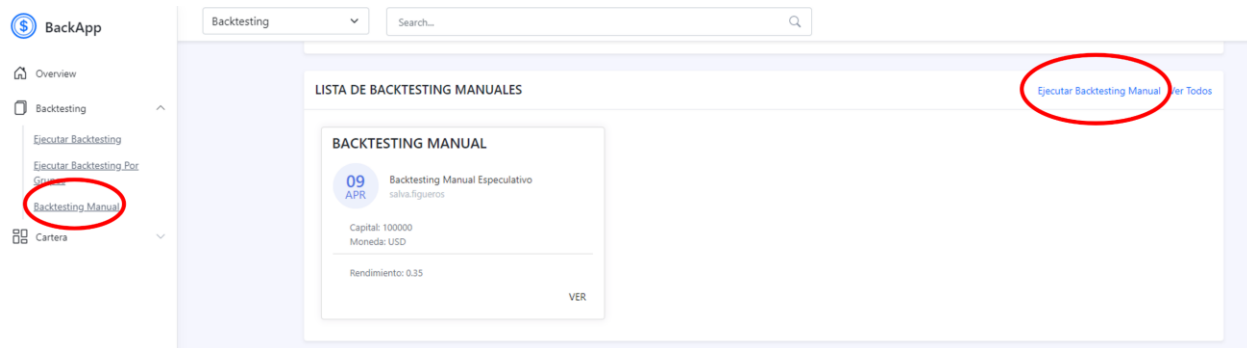 BackApp
Backtesting
Search...
Overview
Backtesting
Ejecutar Backtesting
Ejecutar Backtesting Por
Grupo
Backtesting Manual
Cartera
LISTA DE BACKTESTING MANUALES
Ejecutar Backtesting Manual
Ver Todos
BACKTESTING MANUAL
09
APR
Backtesting Manual Especulativo
salva.figueros
Capital: 100000
Moneda: USD
Rendimiento: 0.35
VER